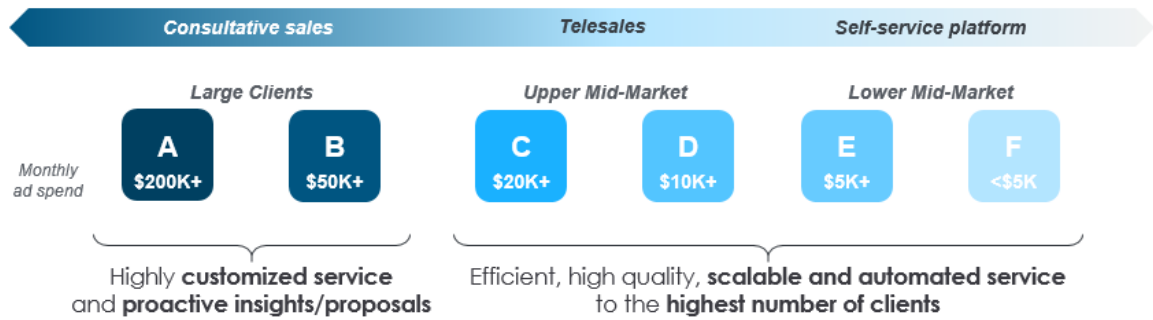 Consultative sales Telesales Self-service platform
Large Clients Upper Mid-Market Lower Mid-Market
A B C D E F
Monthly
ad spend
$200K+ $50K+ $20K+ $10K+ $5K+ <$5K
Highly customized service
and proactive insights/proposals
Efficient, high quality, scalable and automated service
to the highest number of clients